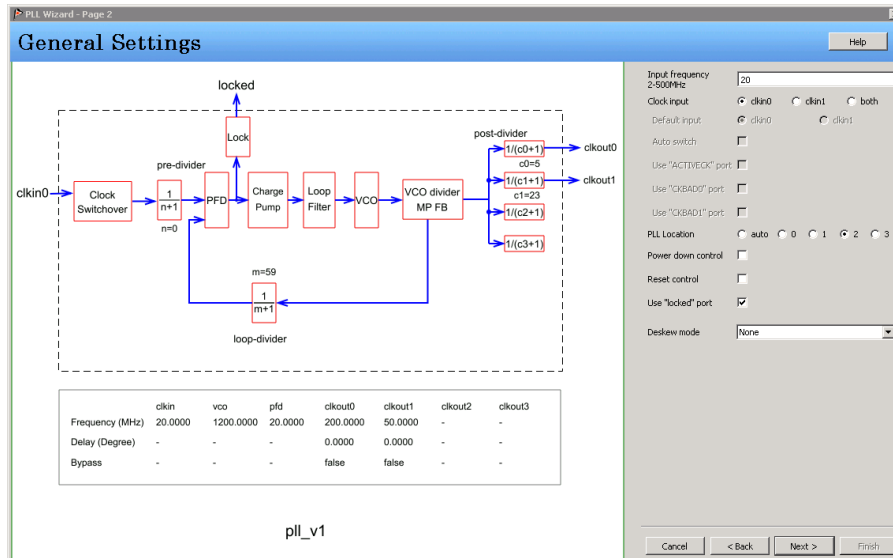 PLL Wizard - Page 2
General Settings
Help
locked
Lock
pre-divider
post-divider
clkin0
Clock Switchover
1
n+1
n=0
PFD
Charge Pump
Loop Filter
VCO
VCO divider MP FB
1/(c0+1)
clkout0
c0=5
1/(c1+1)
clkout1
c1=23
1/(c2+1)
1/(c3+1)
m=59
1
m+1
loop-divider
clkin vco pfd clkout0 clkout1 clkout2 clkout3
Frequency (MHz) 20.0000 1200.0000 20.0000 200.0000 50.0000 - -
Delay (Degree) - - - 0.0000 0.0000 - -
Bypass - - - false false - -
pll_v1
Input frequency
2-500MHz
20
Clock input clkin0 clkin1 both
Default input clkin0 clkin1
Auto switch
Use "ACTIVECK" port
Use "CKBAD0" port
Use "CKBAD1" port
PLL Location auto 0 1 2 3
Power down control
Reset control
Use "locked" port
Deskew mode None
Cancel < Back Next > Finish